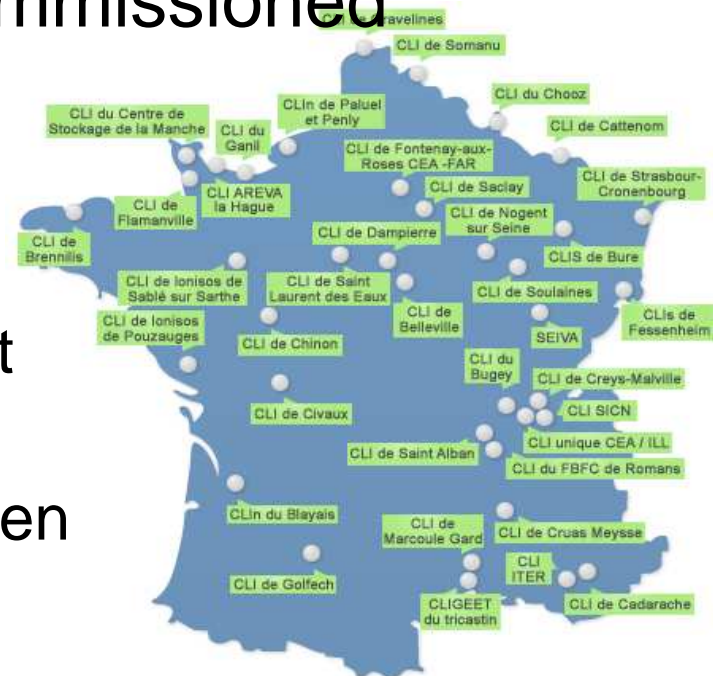 mmissioned
CLI de Gravelines
CLI de Somanu
CLI du Chooz
CLI du Centre de
Stockage de la Manche
CLI du
Ganil
CLIn de Paluel
et Penly
CLI de Cattenom
CLI de Fontenay-aux-
Roses CEA -FAR
CLI de Strasbour-
Cronenbourg
CLI de
Flamanville
CLI AREVA
la Hague
CLI de Saclay
CLI de Nogent
sur Seine
CLI de
Brennilis
CLI de Dampierre
CLIS de Bure
CLI de Ionisos de
Sablé sur Sarthe
CLI de Saint
Laurent des Eaux
CLI de Soulaines
CLI de
Belleville
CLIs de
Fessenheim
CLI de Ionisos
de Pouzauges
CLI de Chinon
SEIVA
t
CLI du
Bugey
CLI de Creys-Malville
CLI de Civaux
CLI SICN
CLI unique CEA / ILL
CLI de Saint Alban
CLI du FBFC de Romans
en
CLIn du Blayais
CLI de
Marcoule Gard
CLI de Cruas Meysse
CLI de Golfech
CLI
ITER
CLIGEET
du tricastin
CLI de Cadarache